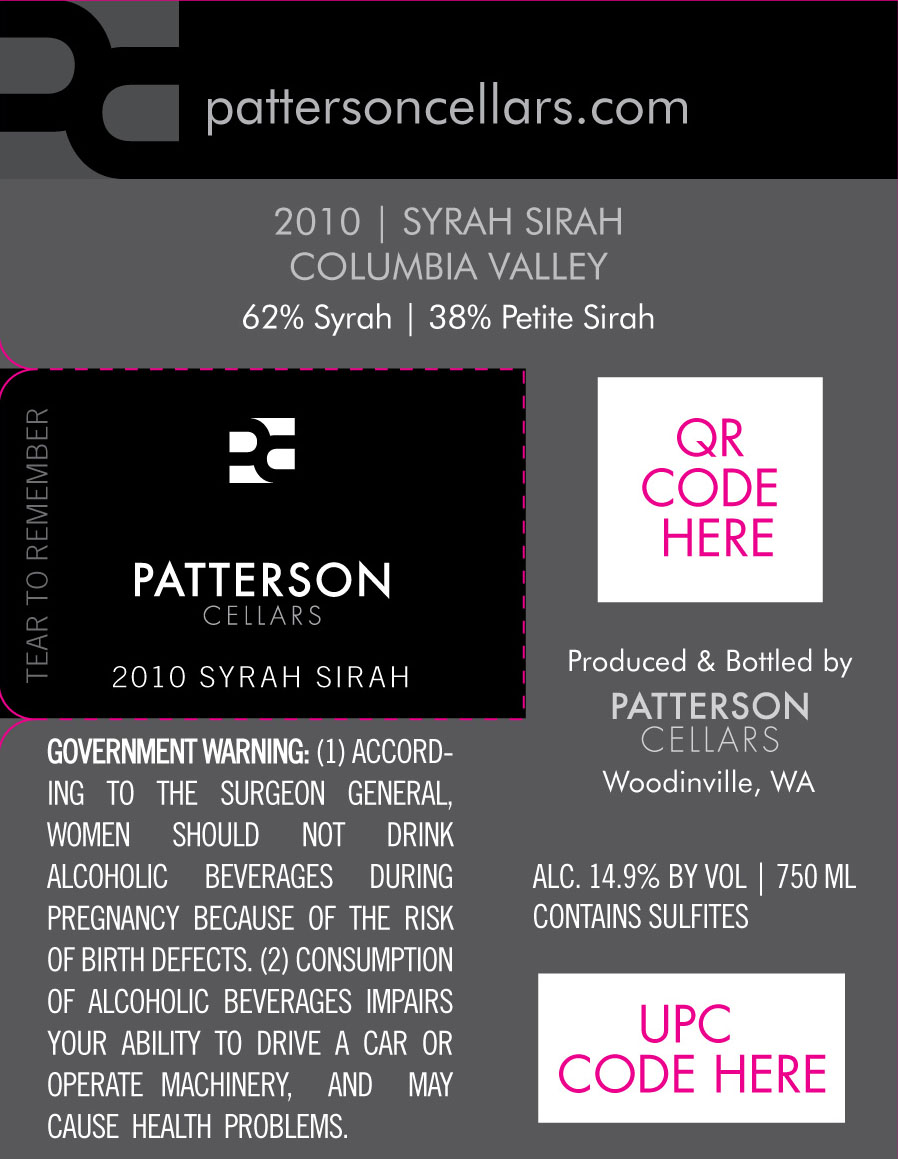 pattersoncellars.com
2010 | SYRAH SIRAH
COLUMBIA VALLEY
62% Syrah | 38% Petite Sirah
TEAR TO REMEMBER
PATTERSON
CELLARS
2010 SYRAH SIRAH
QR
CODE
HERE
Produced & Bottled by
PATTERSON
CELLARS
Woodinville, WA
GOVERNMENT WARNING: (1) ACCORD-
ING TO THE SURGEON GENERAL,
WOMEN SHOULD NOT DRINK
ALCOHOLIC BEVERAGES DURING
PREGNANCY BECAUSE OF THE RISK
OF BIRTH DEFECTS. (2) CONSUMPTION
OF ALCOHOLIC BEVERAGES IMPAIRS
YOUR ABILITY TO DRIVE A CAR OR
OPERATE MACHINERY, AND MAY
CAUSE HEALTH PROBLEMS.
ALC. 14.9% BY VOL | 750 ML
CONTAINS SULFITES
UPC
CODE HERE